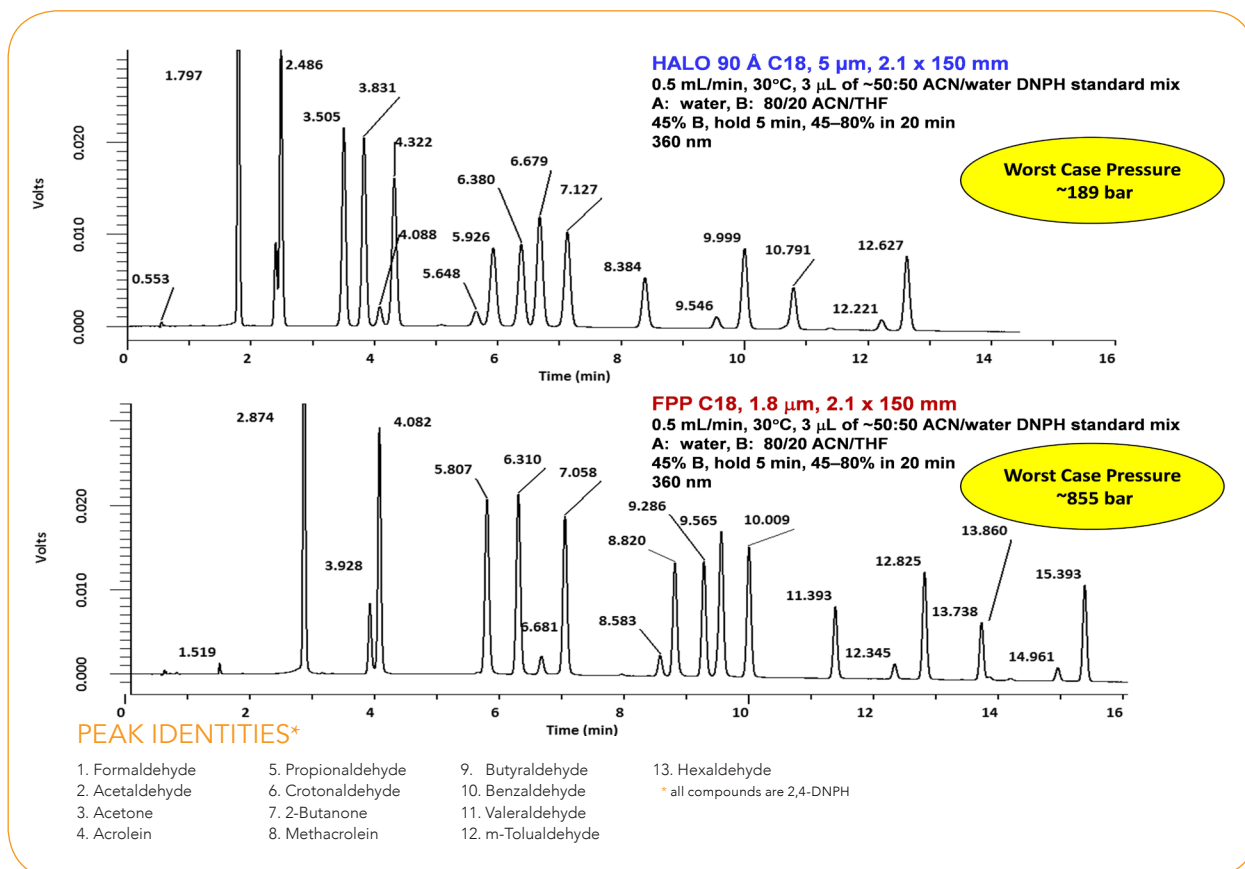 HALO 90 Å C18, 5 µm, 2.1 x 150 mm
0.5 mL/min, 30°C, 3 µL of ~50:50 ACN/water DNPH standard mix
A: water, B: 80/20 ACN/THF
45% B, hold 5 min, 45–80% in 20 min
360 nm
Worst Case Pressure
~189 bar
Volts
0.020
0.010
0.000
0.553
1.797
2.486
3.505
3.831
4.322
4.088
5.648
5.926
6.380
6.679
7.127
8.384
9.546
9.999
10.791
12.221
12.627
0 2 4 6 8 10 12 14 16
Time (min)
FPP C18, 1.8 µm, 2.1 x 150 mm
0.5 mL/min, 30°C, 3 µL of ~50:50 ACN/water DNPH standard mix
A: water, B: 80/20 ACN/THF
45% B, hold 5 min, 45–80% in 20 min
360 nm
Worst Case Pressure
~855 bar
Volts
0.020
0.010
0.000
1.519
2.874
3.928
4.082
5.807
6.310
7.058
8.583
8.820
9.286
9.565
10.009
11.393
12.345
12.825
13.738
13.860
14.961
15.393
0 2 4 6 8 10 12 14 16
Time (min)
PEAK IDENTITIES*
1. Formaldehyde
2. Acetaldehyde
3. Acetone
4. Acrolein
5. Propionaldehyde
6. Crotonaldehyde
7. 2-Butanone
8. Methacrolein
9. Butyraldehyde
10. Benzaldehyde
11. Valeraldehyde
12. m-Tolualdehyde
13. Hexaldehyde
* all compounds are 2,4-DNPH